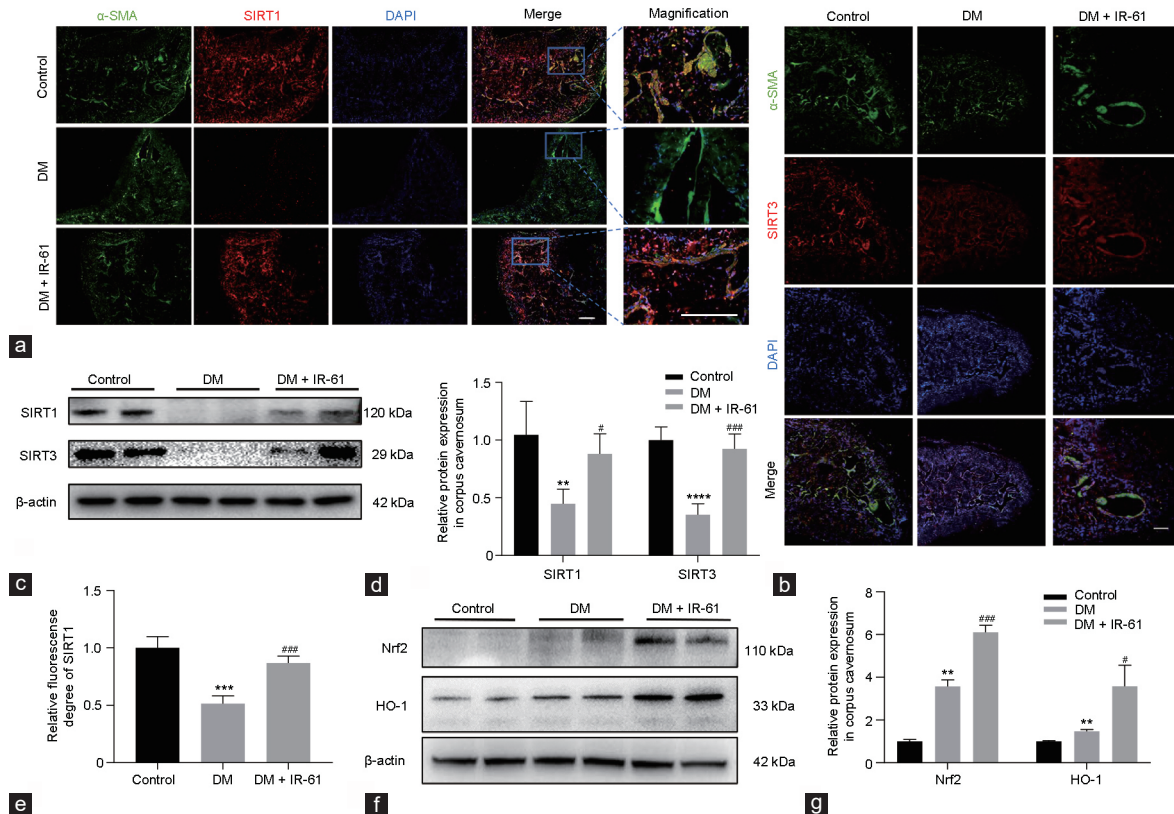 α-SMA SIRT1 DAPI Merge Magnification
Control
DM
DM + IR-61
a
Control DM DM + IR-61
α-SMA
SIRT3
DAPI
Merge
b
Control DM DM + IR-61
SIRT1 120 kDa
SIRT3 29 kDa
β-actin 42 kDa
c
Relative protein expression
in corpus cavernosum
1.5
1.0
0.5
0
Control
DM
DM + IR-61
** # **** ###
SIRT1 SIRT3
d
Relative fluorescense
degree of SIRT1
1.5
1.0
0.5
0
*** ###
Control DM DM + IR-61
e
Control DM DM + IR-61
Nrf2 110 kDa
HO-1 33 kDa
β-actin 42 kDa
f
Relative protein expression
in corpus cavernosum
8
6
4
2
0
Control
DM
DM + IR-61
** ### ** #
Nrf2 HO-1
g